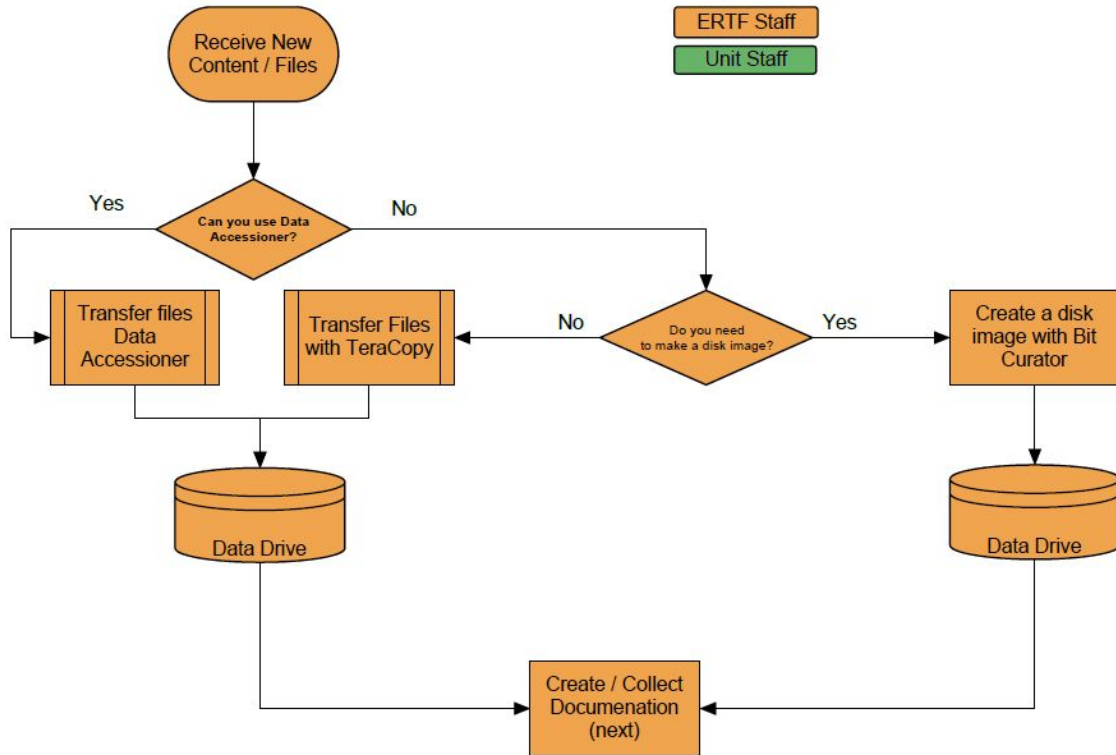 Receive New
Content / Files
ERTF Staff
Unit Staff
Yes
Can you use Data
Accessioner?
No
Transfer files
Data
Accessioner
Transfer Files
with TeraCopy
No
Do you need
to make a disk image?
Yes
Create a disk
image with Bit
Curator
Data Drive
Data Drive
Create / Collect
Documenation
(next)